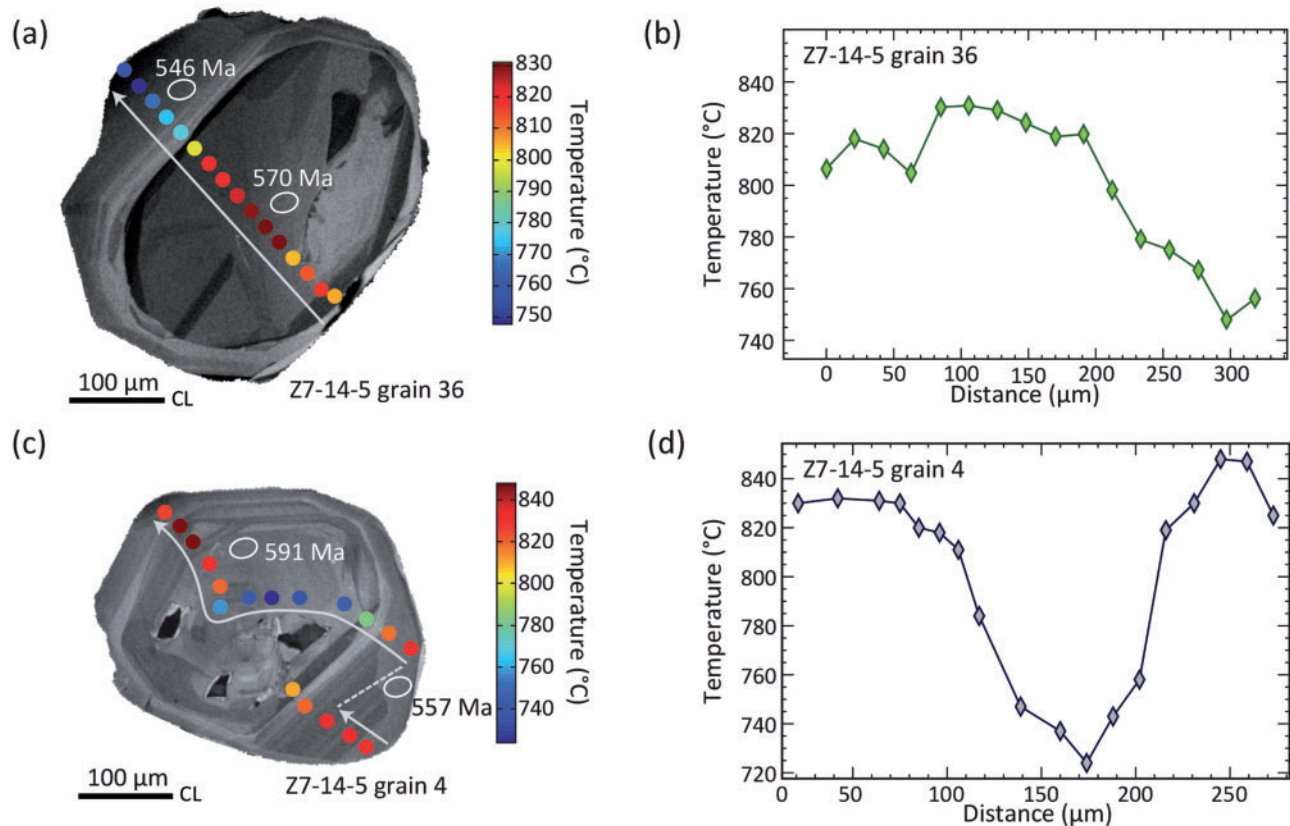 (a)
546 Ma
570 Ma
100 µm
CL
Z7-14-5 grain 36
830
820
810
800
790
780
770
760
750
Temperature (°C)
(b)
Z7-14-5 grain 36
840
820
800
780
760
740
Temperature (°C)
0 50 100 150 200 250 300
Distance (µm)
(c)
591 Ma
557 Ma
100 µm
CL
Z7-14-5 grain 4
840
820
800
780
760
740
Temperature (°C)
(d)
Z7-14-5 grain 4
840
820
800
780
760
740
720
Temperature (°C)
0 50 100 150 200 250
Distance (µm)